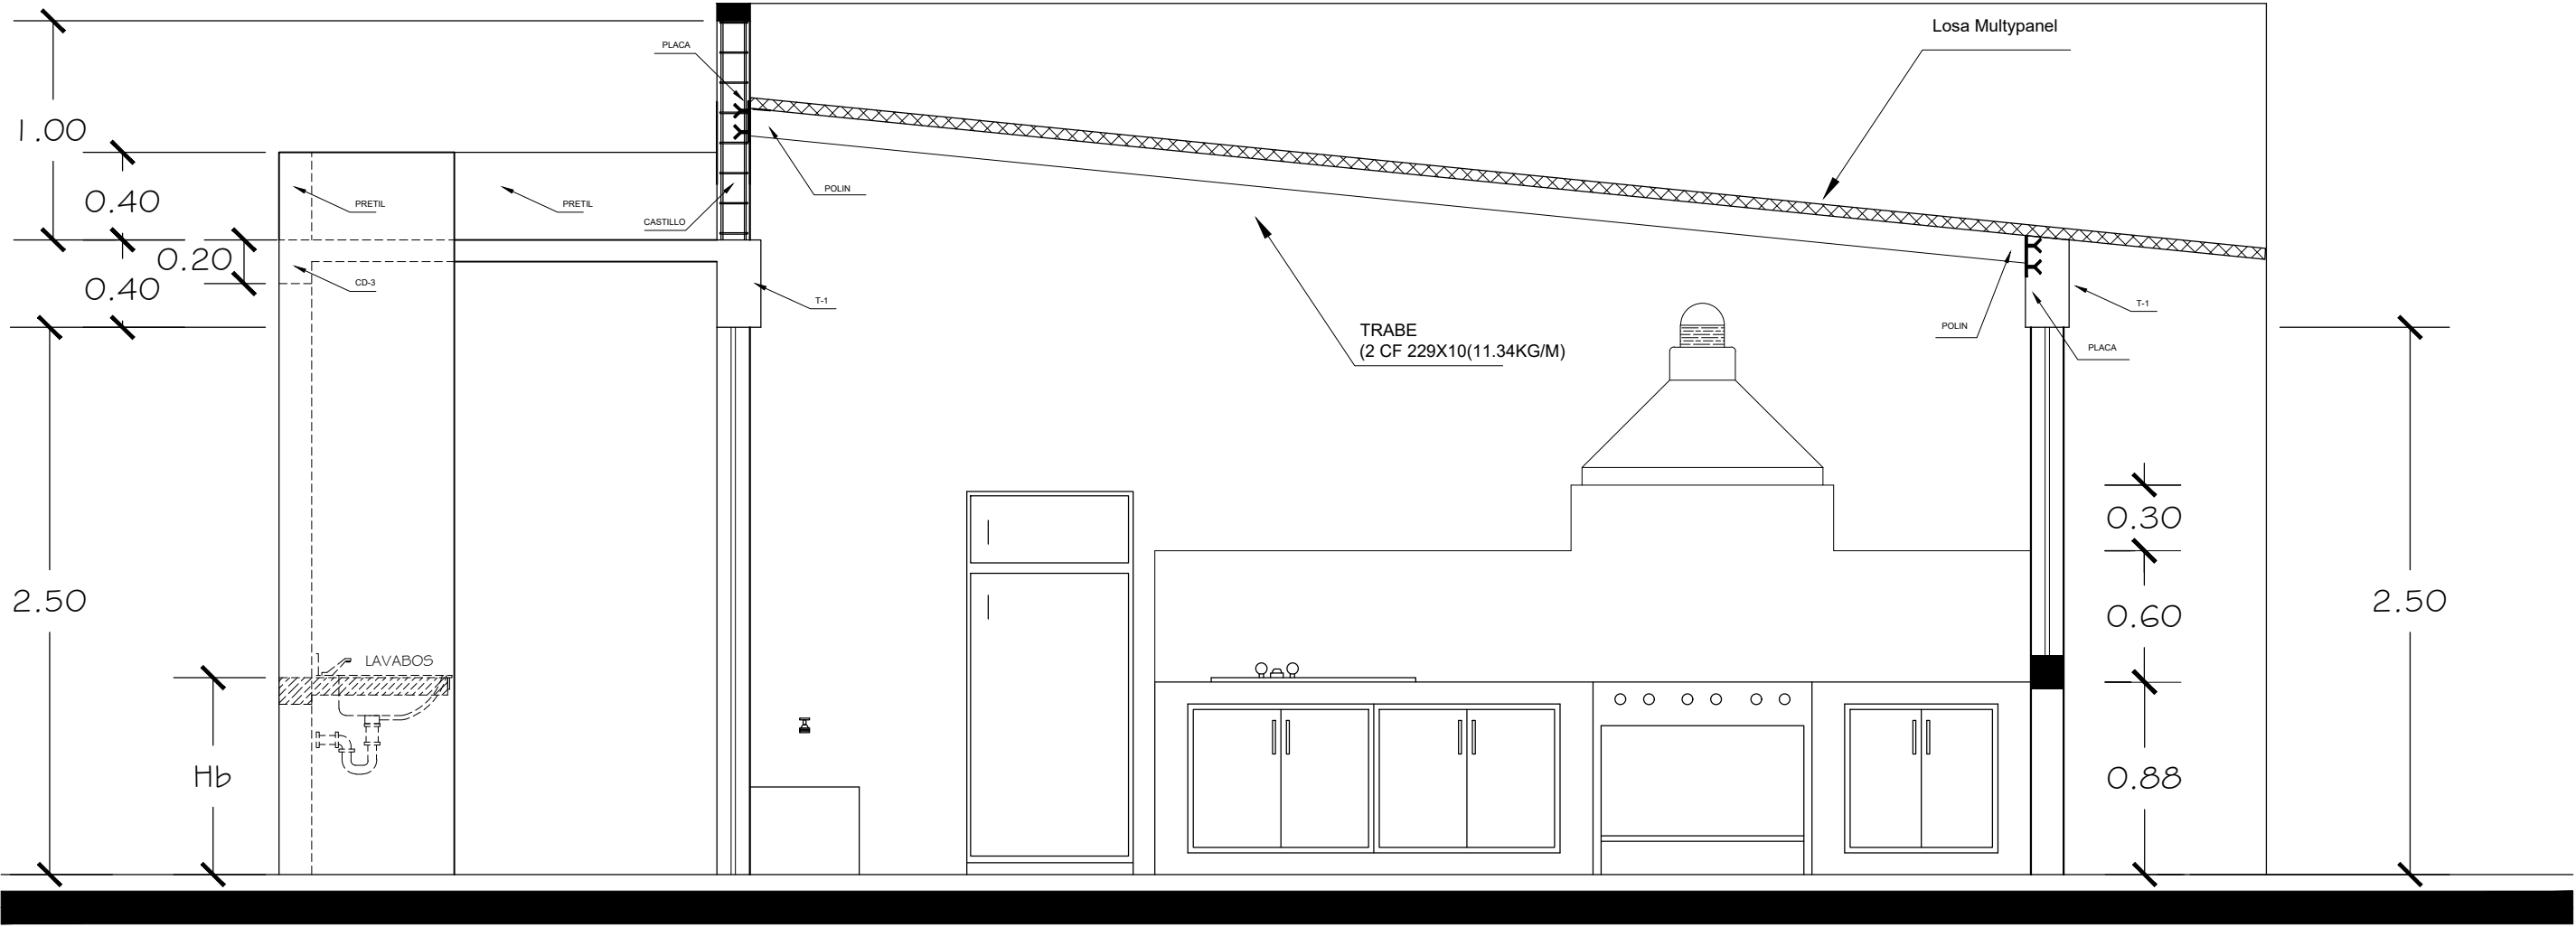 Losa Multypanel
PLACA
1.00
0.40
PRETIL
PRETIL
POLIN
CASTILLO
0.20
0.40
CD-3
T-1
TRABE
(2 CF 229X10(11.34KG/M)
POLIN
T-1
PLACA
0.30
2.50
0.60
2.50
LAVABOS
Hb
0.88